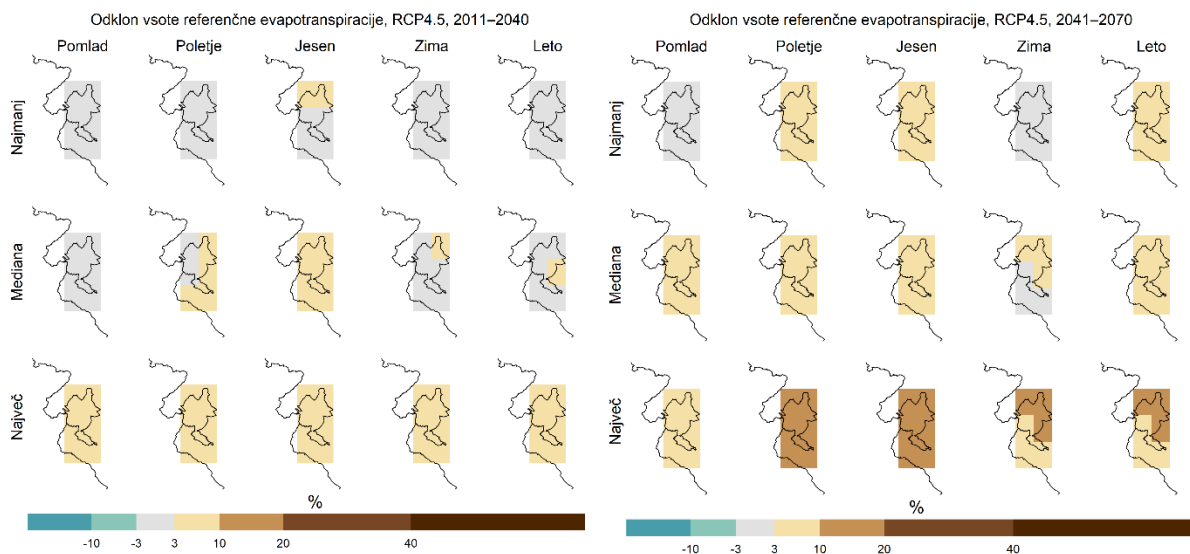 Odklon vsote referenčne evapotranspiracije, RCP4.5, 2011–2040
Pomlad Poletje Jesen Zima Leto
Najmanj
Mediana
Največ
%
-10 -3 3 10 20 40
Odklon vsote referenčne evapotranspiracije, RCP4.5, 2041–2070
Pomlad Poletje Jesen Zima Leto
Najmanj
Mediana
Največ
%
-10 -3 3 10 20 40